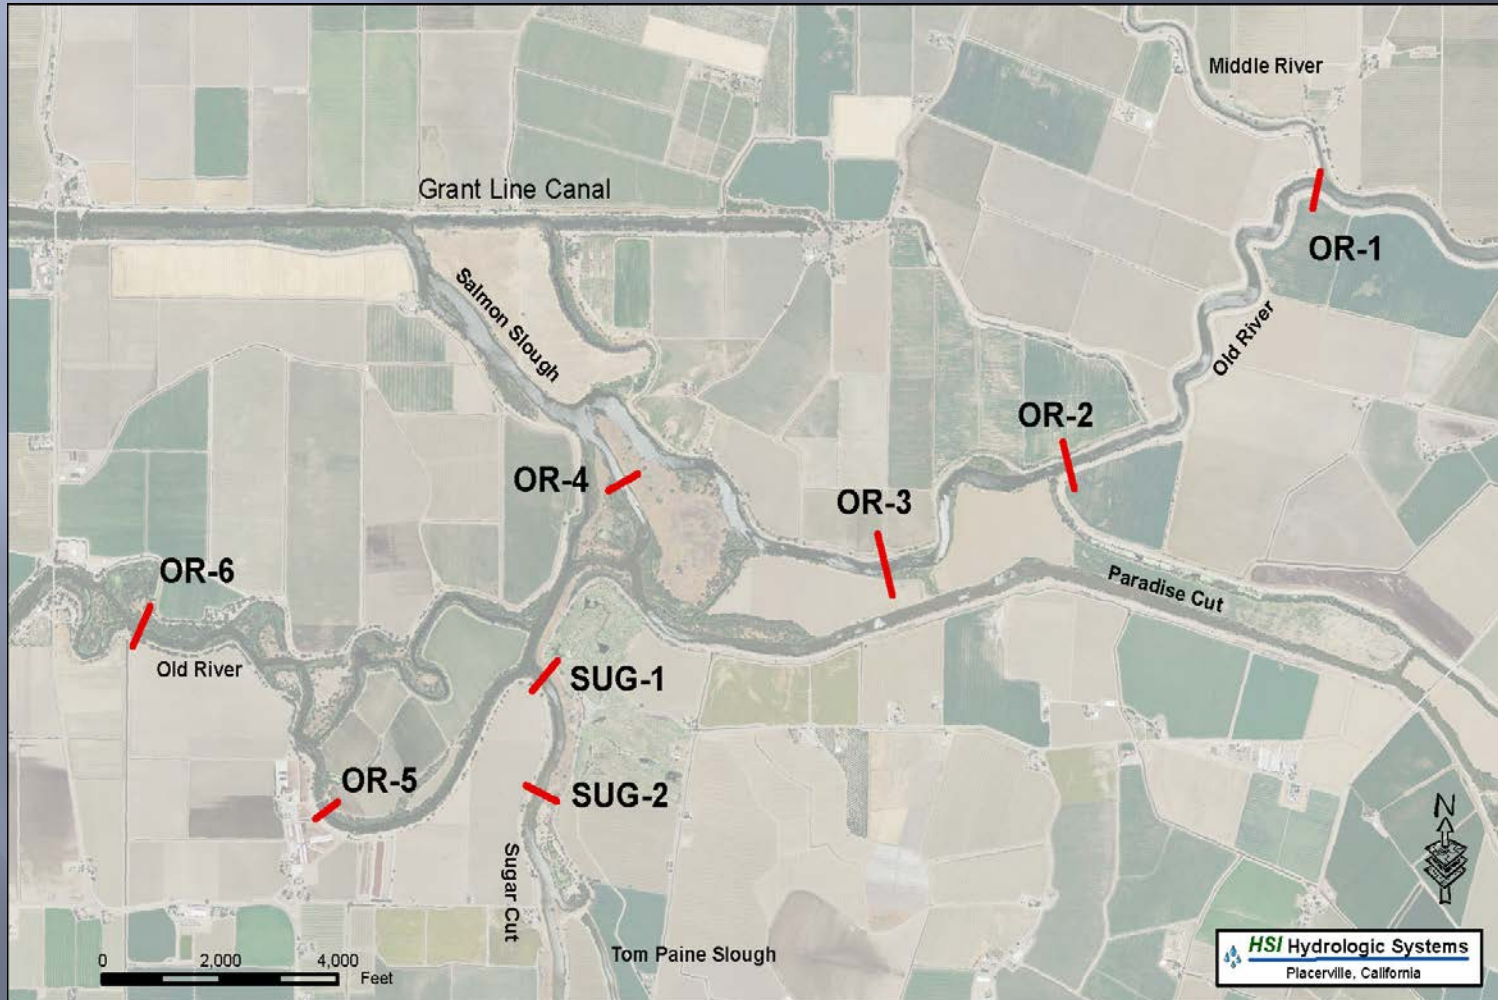 Middle River
Grant Line Canal
OR-1
Salmon Slough
Old River
OR-2
OR-4
OR-3
OR-6
Paradise Cut
Old River
SUG-1
OR-5
SUG-2
N
Sugar Cut
Tom Paine Slough
0 2,000 4,000
Feet
HSI Hydrologic Systems
Placerville, California